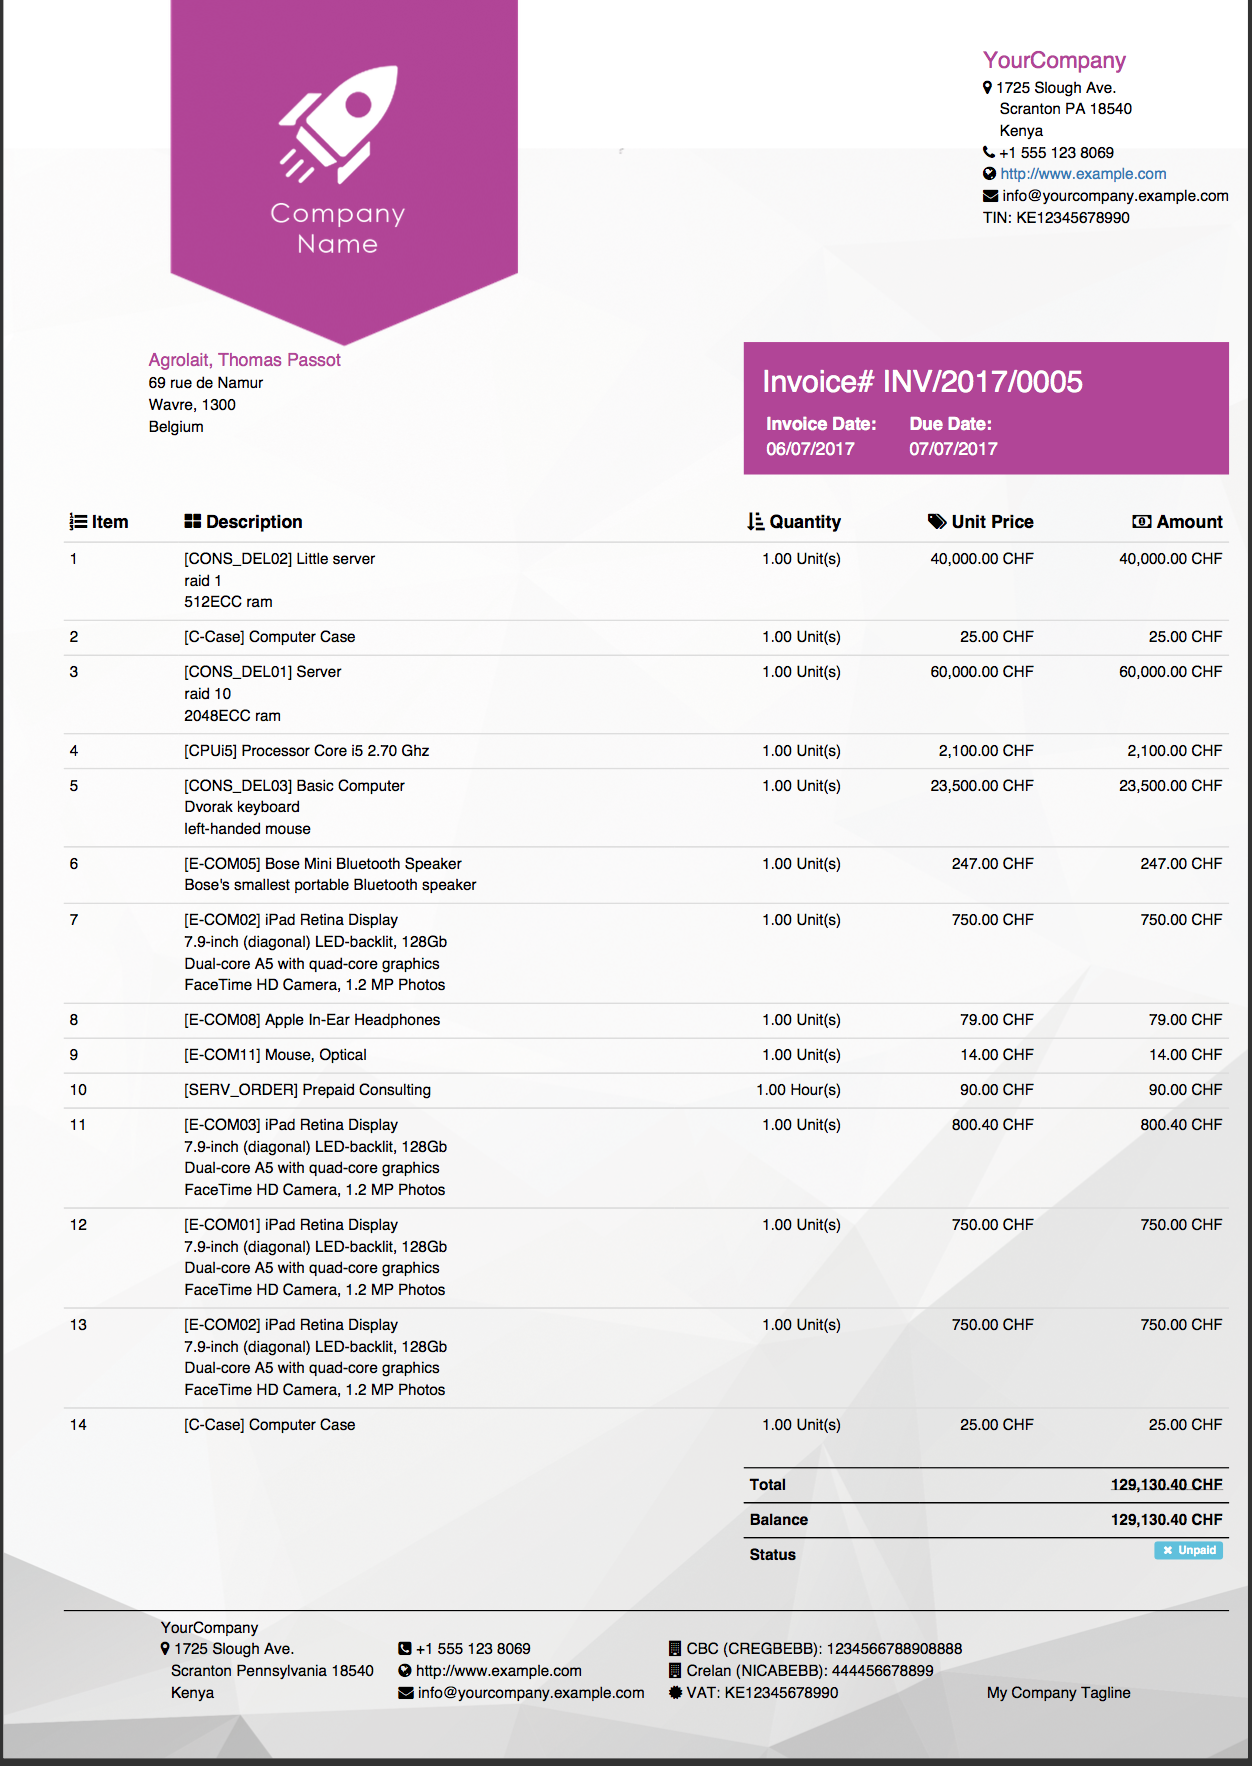 Company
Name
YourCompany
1725 Slough Ave.
Scranton PA 18540
Kenya
+1 555 123 8069
http://www.example.com
info@yourcompany.example.com
TIN: KE12345678990
Agrolait, Thomas Passot
69 rue de Namur
Wavre, 1300
Belgium
Invoice# INV/2017/0005
Invoice Date: Due Date:
06/07/2017 07/07/2017
Item Description Quantity Unit Price Amount
1 [CONS_DEL02] Little server 1.00 Unit(s) 40,000.00 CHF 40,000.00 CHF
raid 1
512ECC ram
2 [C-Case] Computer Case 1.00 Unit(s) 25.00 CHF 25.00 CHF
3 [CONS_DEL01] Server 1.00 Unit(s) 60,000.00 CHF 60,000.00 CHF
raid 10
2048ECC ram
4 [CPUi5] Processor Core i5 2.70 Ghz 1.00 Unit(s) 2,100.00 CHF 2,100.00 CHF
5 [CONS_DEL03] Basic Computer 1.00 Unit(s) 23,500.00 CHF 23,500.00 CHF
Dvorak keyboard
left-handed mouse
6 [E-COM05] Bose Mini Bluetooth Speaker 1.00 Unit(s) 247.00 CHF 247.00 CHF
Bose's smallest portable Bluetooth speaker
7 [E-COM02] iPad Retina Display 1.00 Unit(s) 750.00 CHF 750.00 CHF
7.9-inch (diagonal) LED-backlit, 128Gb
Dual-core A5 with quad-core graphics
FaceTime HD Camera, 1.2 MP Photos
8 [E-COM08] Apple In-Ear Headphones 1.00 Unit(s) 79.00 CHF 79.00 CHF
9 [E-COM11] Mouse, Optical 1.00 Unit(s) 14.00 CHF 14.00 CHF
10 [SERV_ORDER] Prepaid Consulting 1.00 Hour(s) 90.00 CHF 90.00 CHF
11 [E-COM03] iPad Retina Display 1.00 Unit(s) 800.40 CHF 800.40 CHF
7.9-inch (diagonal) LED-backlit, 128Gb
Dual-core A5 with quad-core graphics
FaceTime HD Camera, 1.2 MP Photos
12 [E-COM01] iPad Retina Display 1.00 Unit(s) 750.00 CHF 750.00 CHF
7.9-inch (diagonal) LED-backlit, 128Gb
Dual-core A5 with quad-core graphics
FaceTime HD Camera, 1.2 MP Photos
13 [E-COM02] iPad Retina Display 1.00 Unit(s) 750.00 CHF 750.00 CHF
7.9-inch (diagonal) LED-backlit, 128Gb
Dual-core A5 with quad-core graphics
FaceTime HD Camera, 1.2 MP Photos
14 [C-Case] Computer Case 1.00 Unit(s) 25.00 CHF 25.00 CHF
Total 129,130.40 CHF
Balance 129,130.40 CHF
Status Unpaid
YourCompany
1725 Slough Ave. +1 555 123 8069 CBC (CREGBEBB): 1234566788908888
Scranton Pennsylvania 18540 http://www.example.com Crelan (NICABEBB): 444456678899
Kenya info@yourcompany.example.com VAT: KE12345678990 My Company Tagline